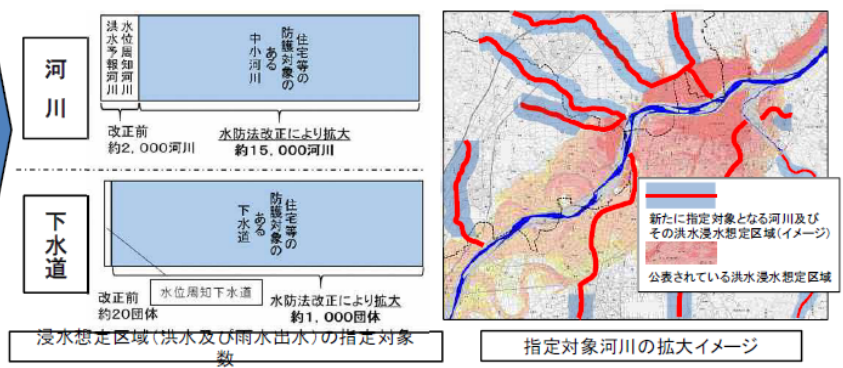 河
川
洪水予報河川
水位周知河川
住宅等の
防護対象の
ある
中小河川
改正前
約2,000河川
水防法改正により拡大
約15,000河川
下
水
道
住宅等の
防護対象の
ある
下水道
水位周知下水道
改正前
約20団体
水防法改正により拡大
約1,000団体
浸水想定区域(洪水及び雨水出水)の指定対象
数
新たに指定対象となる河川及び
その洪水浸水想定区域(イメージ)
公表されている洪水浸水想定区域
指定対象河川の拡大イメージ